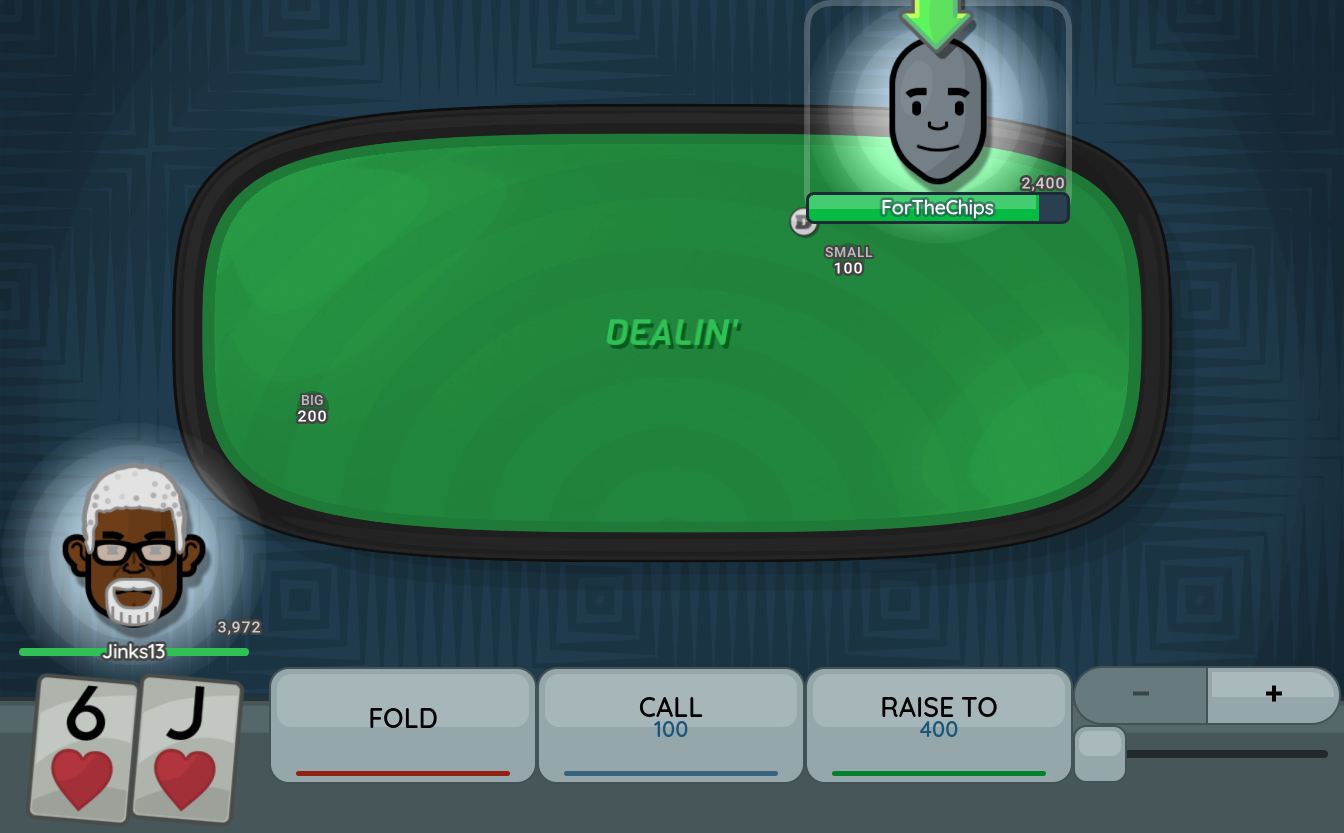 2,400
ForTheChips
D
SMALL
100
DEALIN'
BIG
200
3,972
Jinks13
6 J
FOLD
CALL
100
RAISE TO
400
− +